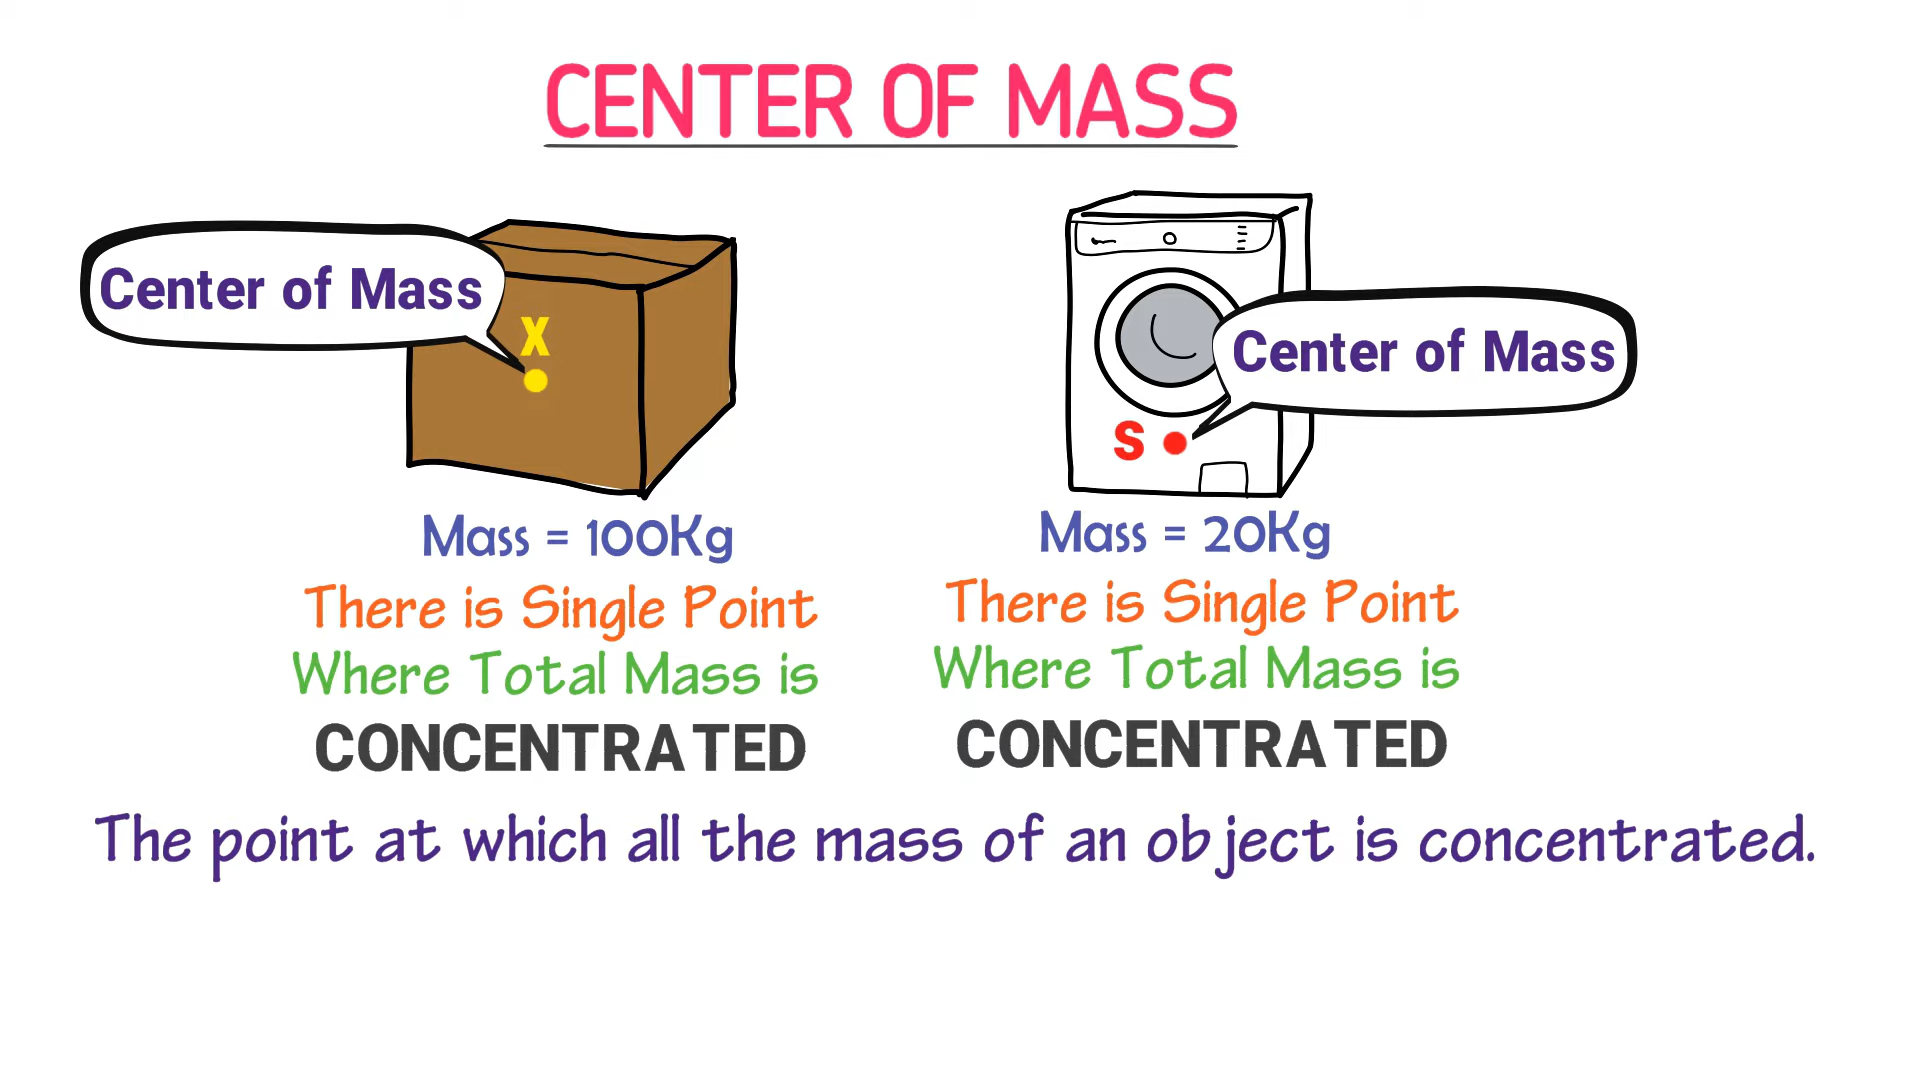 CENTER OF MASS
Center of Mass
X
Mass = 100Kg
There is Single Point
Where Total Mass is
CONCENTRATED
Center of Mass
S
Mass = 20Kg
There is Single Point
Where Total Mass is
CONCENTRATED
The point at which all the mass of an object is concentrated.